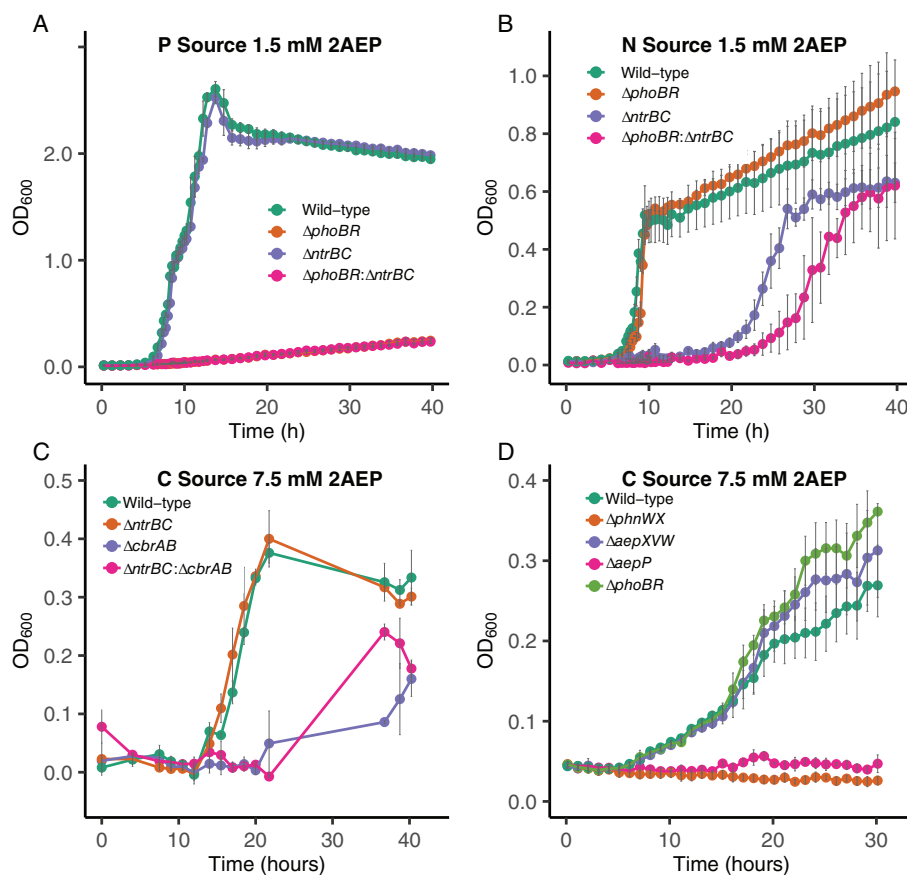 A
P Source 1.5 mM 2AEP
OD600
2.0
1.0
0.0
Wild−type
ΔphoBR
ΔntrBC
ΔphoBR:ΔntrBC
0
10
20
30
40
Time (h)
B
N Source 1.5 mM 2AEP
OD600
1.0
0.8
0.6
0.4
0.2
0.0
Wild−type
ΔphoBR
ΔntrBC
ΔphoBR:ΔntrBC
0
10
20
30
40
Time (h)
C
C Source 7.5 mM 2AEP
OD600
0.5
0.4
0.3
0.2
0.1
0.0
Wild−type
ΔntrBC
ΔcbrAB
ΔntrBC:ΔcbrAB
0
10
20
30
40
Time (hours)
D
C Source 7.5 mM 2AEP
OD600
0.4
0.3
0.2
0.1
0.0
Wild−type
ΔphnWX
ΔaepXVW
ΔaepP
ΔphoBR
0
10
20
30
Time (hours)